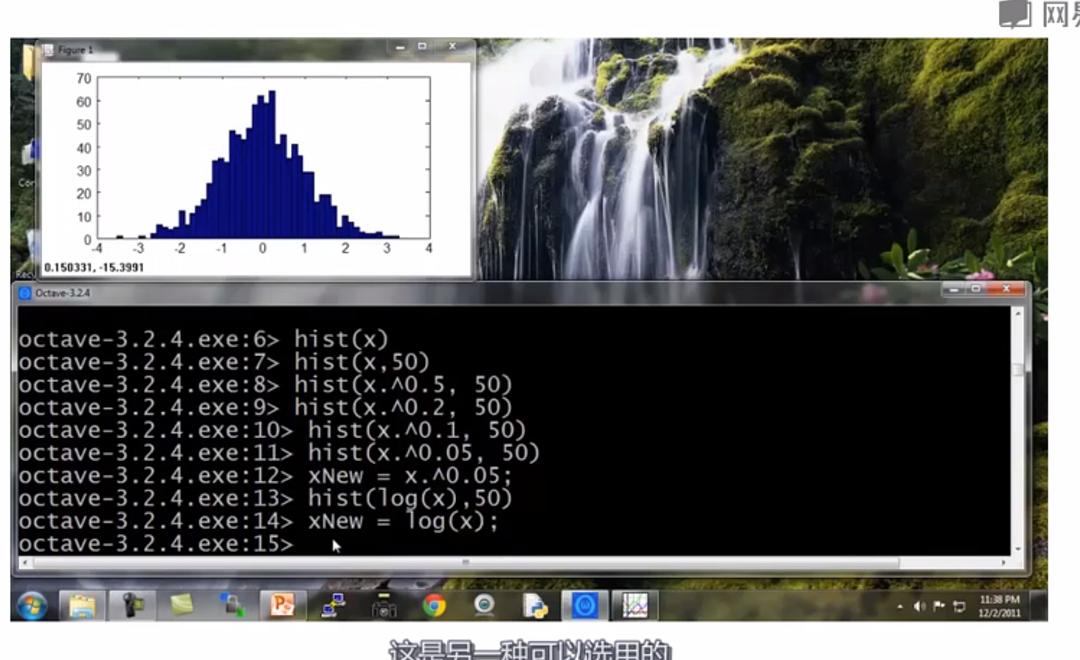 网易
Figure 1
70
60
50
40
30
20
10
0
-4 -3 -2 -1 0 1 2 3 4
0.150331, -15.3991
Octave-3.2.4
octave-3.2.4.exe:6> hist(x)
octave-3.2.4.exe:7> hist(x,50)
octave-3.2.4.exe:8> hist(x.^0.5, 50)
octave-3.2.4.exe:9> hist(x.^0.2, 50)
octave-3.2.4.exe:10> hist(x.^0.1, 50)
octave-3.2.4.exe:11> hist(x.^0.05, 50)
octave-3.2.4.exe:12> xNew = x.^0.05;
octave-3.2.4.exe:13> hist(log(x),50)
octave-3.2.4.exe:14> xNew = log(x);
octave-3.2.4.exe:15>
11:38 PM
12/2/2011
这是另一种可以选用的